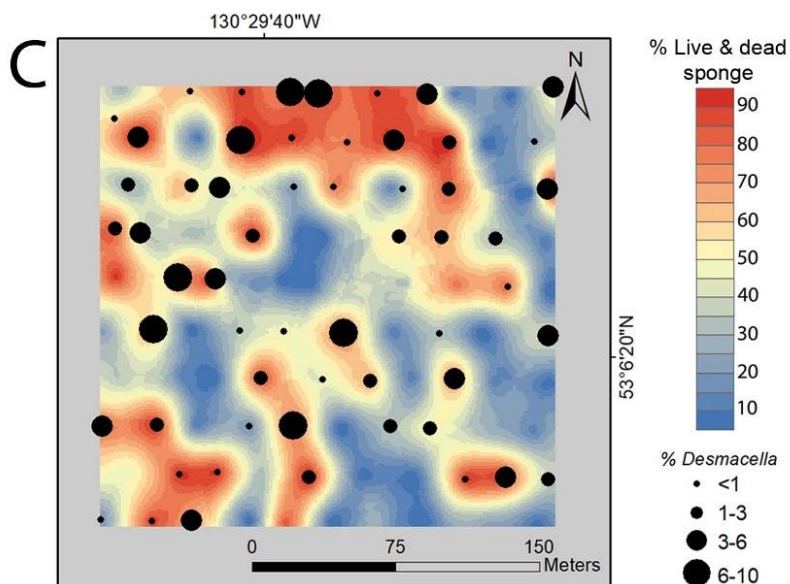 130°29'40"W
C
% Live & dead
sponge
N
90
80
70
60
50
40
30
20
10
53°6'20"N
% Desmacella
<1
1-3
3-6
6-10
0 75 150
Meters